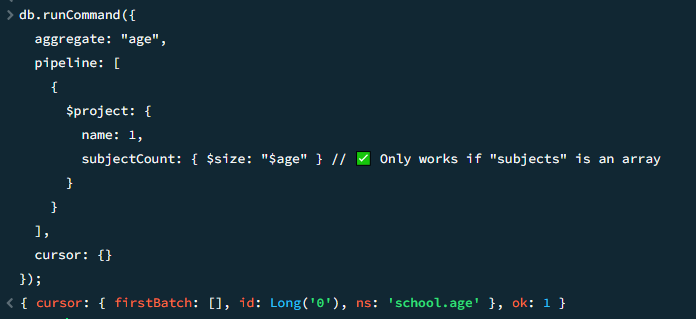 > db.runCommand({
aggregate: "age",
pipeline: [
{
$project: {
name: 1,
subjectCount: { $size: "$age" } // ✅ Only works if "subjects" is an array
}
}
],
cursor: {}
});
< { cursor: { firstBatch: [], id: Long('0'), ns: 'school.age' }, ok: 1 }